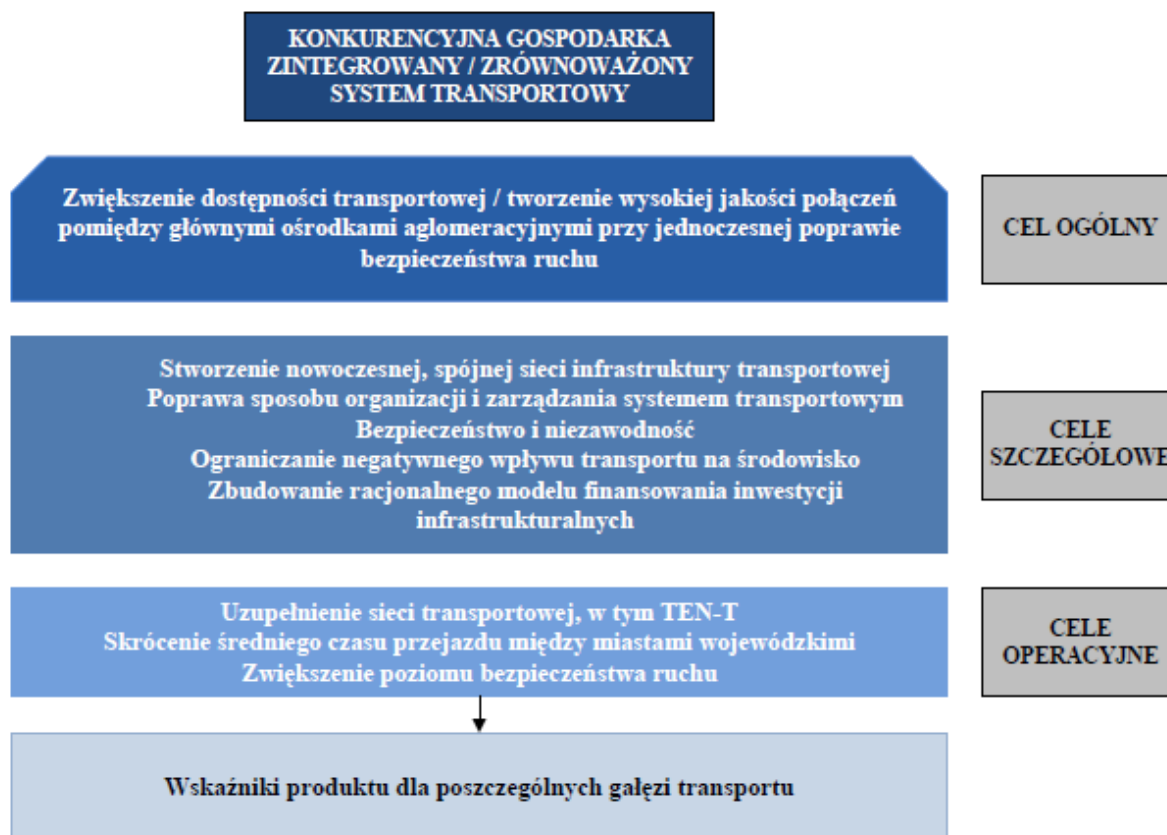 KONKURENCYJNA GOSPODARKA
ZINTEGROWANY / ZRÓWNOWAŻONY
SYSTEM TRANSPORTOWY
Zwiększenie dostępności transportowej / tworzenie wysokiej jakości połączeń
pomiędzy głównymi ośrodkami aglomeracyjnymi przy jednoczesnej poprawie
bezpieczeństwa ruchu
CEL OGÓLNY
Stworzenie nowoczesnej, spójnej sieci infrastruktury transportowej
Poprawa sposobu organizacji i zarządzania systemem transportowym
Bezpieczeństwo i niezawodność
Ograniczanie negatywnego wpływu transportu na środowisko
Zbudowanie racjonalnego modelu finansowania inwestycji
infrastrukturalnych
CELE
SZCZEGÓŁOWE
Uzupełnienie sieci transportowej, w tym TEN-T
Skrócenie średniego czasu przejazdu między miastami wojewódzkimi
Zwiększenie poziomu bezpieczeństwa ruchu
CELE
OPERACYJNE
Wskaźniki produktu dla poszczególnych gałęzi transportu